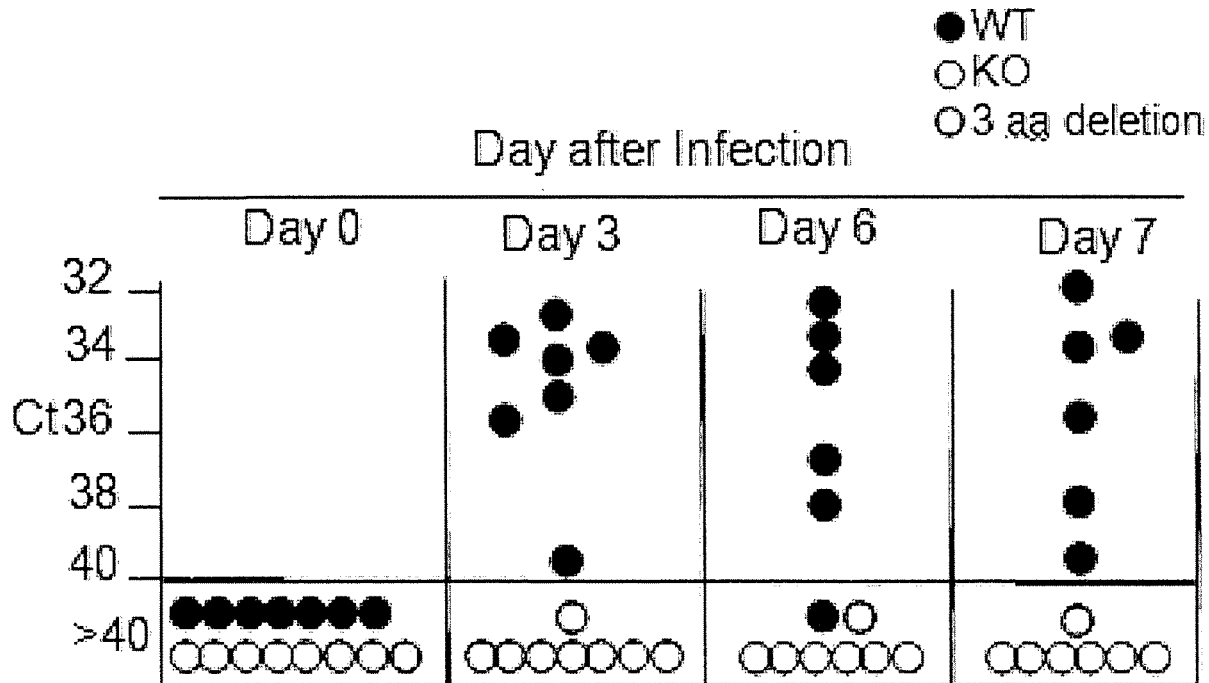 WT
KO
3 aa deletion
Day after Infection
Day 0 Day 3 Day 6 Day 7
32
34
Ct36
38
40
>40